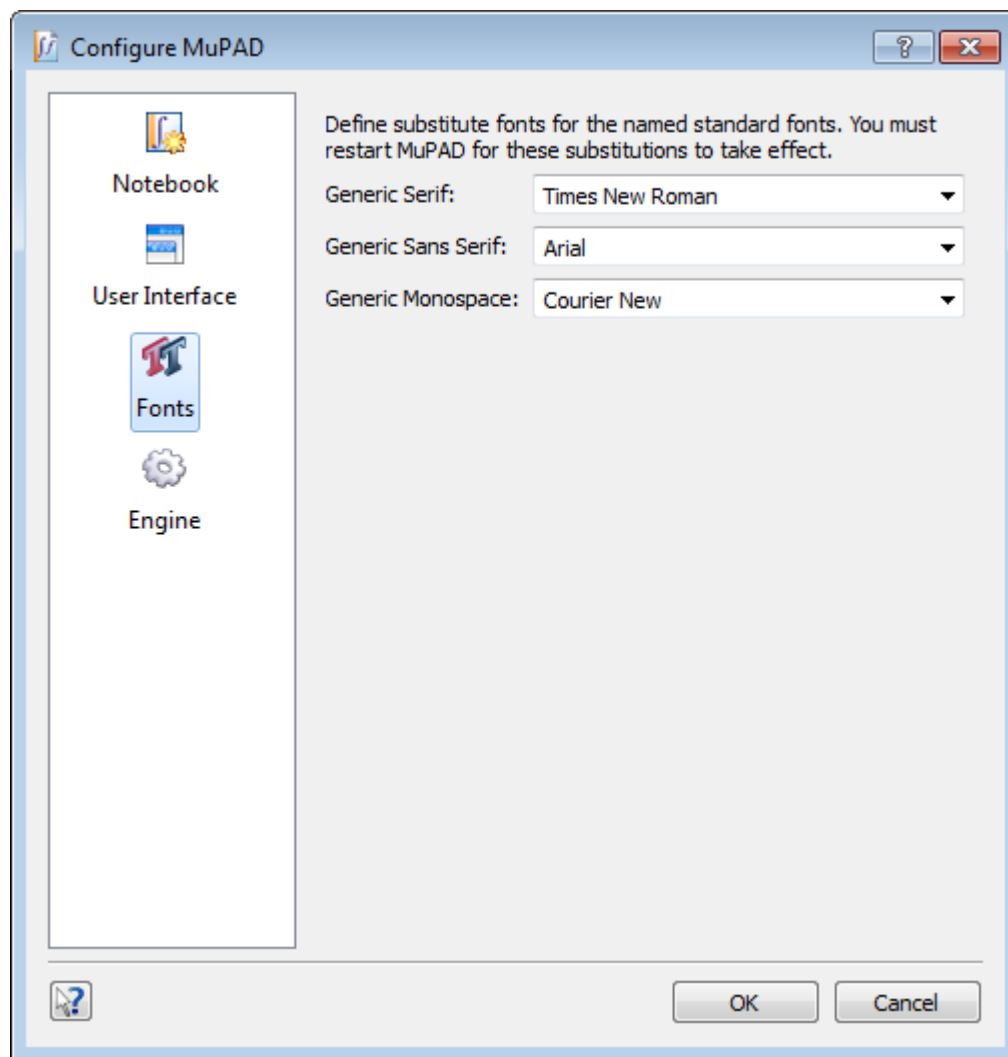 Configure MuPAD
Notebook
User Interface
Fonts
Engine
Define substitute fonts for the named standard fonts. You must
restart MuPAD for these substitutions to take effect.
Generic Serif: Times New Roman
Generic Sans Serif: Arial
Generic Monospace: Courier New
OK Cancel